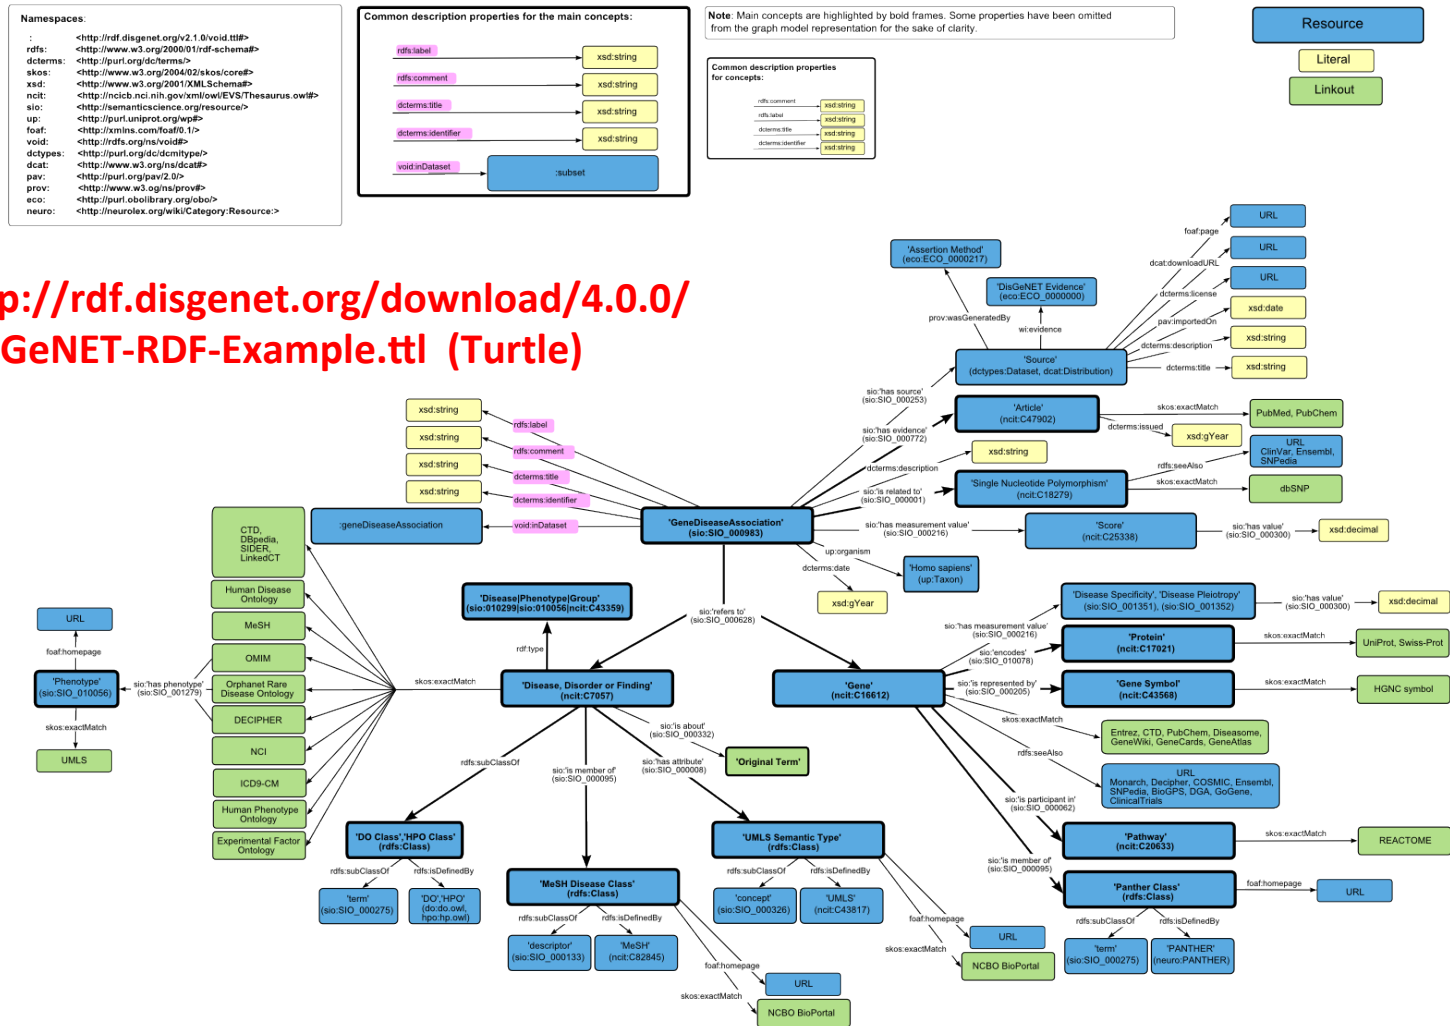 Namespaces:
: <http://rdf.disgenet.org/v2.1.0/void.ttl#>
rdfs: <http://www.w3.org/2000/01/rdf-schema#>
dcterms: <http://purl.org/dc/terms/>
skos: <http://www.w3.org/2004/02/skos/core#>
xsd: <http://www.w3.org/2001/XMLSchema#>
ncit: <http://ncicb.nci.nih.gov/xml/owl/EVS/Thesaurus.owl#>
sio: <http://semanticscience.org/resource/>
up: <http://purl.uniprot.org/wp#>
foaf: <http://xmlns.com/foaf/0.1/>
void: <http://rdfs.org/ns/void#>
dctypes: <http://purl.org/dc/dcmitype/>
dcat: <http://www.w3.org/ns/dcat#>
pav: <http://purl.org/pav/2.0/>
prov: <http://www.w3.og/ns/prov#>
eco: <http://purl.obolibrary.org/obo/>
neuro: <http://neurolex.org/wiki/Category:Resource:>
Common description properties for the main concepts:
rdfs:label
xsd:string
rdfs:comment
xsd:string
dcterms:title
xsd:string
dcterms:identifier
xsd:string
void:inDataset
:subset
Note: Main concepts are highlighted by bold frames. Some properties have been omitted
from the graph model representation for the sake of clarity.
Common description properties
for concepts:
rdfs:comment
xsd:string
rdfs:label
xsd:string
dcterms:title
xsd:string
dcterms:identifier
xsd:string
Resource
Literal
Linkout
p://rdf.disgenet.org/download/4.0.0/
GeNET-RDF-Example.ttl (Turtle)
'Assertion Method'
(eco:ECO_0000217)
'DisGeNET Evidence'
(eco:ECO_0000000)
prov:wasGeneratedBy
wi:evidence
'Source'
(dctypes:Dataset, dcat:Distribution)
foaf:page
URL
dcat:downloadURL
URL
dcterms:license
URL
pav:importedOn
xsd:date
dcterms:description
xsd:string
dcterms:title
xsd:string
sio:'has source'
(sio:SIO_000253)
'Article'
(ncit:C47902)
skos:exactMatch
PubMed, PubChem
dcterms:issued
xsd:gYear
sio:'has evidence'
(sio:SIO_000772)
dcterms:description
xsd:string
sio:'is related to'
(sio:SIO_000001)
'Single Nucleotide Polymorphism'
(ncit:C18279)
rdfs:seeAlso
URL
ClinVar, Ensembl,
SNPedia
skos:exactMatch
dbSNP
xsd:string
rdfs:label
xsd:string
rdfs:comment
xsd:string
dcterms:title
xsd:string
dcterms:identifier
:geneDiseaseAssociation
void:inDataset
'GeneDiseaseAssociation'
(sio:SIO_000983)
sio:'has measurement value'
(sio:SIO_000216)
'Score'
(ncit:C25338)
sio:'has value'
(sio:SIO_000300)
xsd:decimal
up:organism
'Homo sapiens'
(up:Taxon)
dcterms:date
xsd:gYear
sio:'refers to'
(sio:SIO_000628)
'Disease|Phenotype|Group'
(sio:010299|sio:010056|ncit:C43359)
rdf:type
'Disease, Disorder or Finding'
(ncit:C7057)
skos:exactMatch
CTD,
DBpedia,
SIDER,
LinkedCT
Human Disease
Ontology
MeSH
OMIM
Orphanet Rare
Disease Ontology
DECIPHER
NCI
ICD9-CM
Human Phenotype
Ontology
Experimental Factor
Ontology
sio:'has phenotype'
(sio:SIO_001279)
URL
foaf:homepage
'Phenotype'
(sio:SIO_010056)
skos:exactMatch
UMLS
rdfs:subClassOf
sio:'is member of'
(sio:SIO_000095)
sio:'has attribute'
(sio:SIO_000008)
sio:'is about'
(sio:SIO_000332)
'Original Term'
'DO Class','HPO Class'
(rdfs:Class)
rdfs:subClassOf
rdfs:isDefinedBy
'term'
(sio:SIO_000275)
'DO','HPO'
(do:do.owl,
hpo:hp.owl)
'MeSH Disease Class'
(rdfs:Class)
rdfs:subClassOf
rdfs:isDefinedBy
'descriptor'
(sio:SIO_000133)
'MeSH'
(ncit:C82845)
foaf:homepage
URL
skos:exactMatch
NCBO BioPortal
'UMLS Semantic Type'
(rdfs:Class)
rdfs:subClassOf
rdfs:isDefinedBy
'concept'
(sio:SIO_000326)
'UMLS'
(ncit:C43817)
foaf:homepage
URL
skos:exactMatch
NCBO BioPortal
'Gene'
(ncit:C16612)
sio:'has measurement value'
(sio:SIO_000216)
'Disease Specificity', 'Disease Pleiotropy'
(sio:SIO_001351), (sio:SIO_001352)
sio:'has value'
(sio:SIO_000300)
xsd:decimal
sio:'encodes'
(sio:SIO_010078)
'Protein'
(ncit:C17021)
skos:exactMatch
UniProt, Swiss-Prot
sio:'is represented by'
(sio:SIO_000205)
'Gene Symbol'
(ncit:C43568)
skos:exactMatch
HGNC symbol
skos:exactMatch
Entrez, CTD, PubChem, Diseasome,
GeneWiki, GeneCards, GeneAtlas
rdfs:seeAlso
URL
Monarch, Decipher, COSMIC, Ensembl,
SNPedia, BioGPS, DGA, GoGene,
ClinicalTrials
sio:'is participant in'
(sio:SIO_000062)
'Pathway'
(ncit:C20633)
skos:exactMatch
REACTOME
sio:'is member of'
(sio:SIO_000095)
'Panther Class'
(rdfs:Class)
foaf:homepage
URL
rdfs:subClassOf
rdfs:isDefinedBy
'term'
(sio:SIO_000275)
'PANTHER'
(neuro:PANTHER)